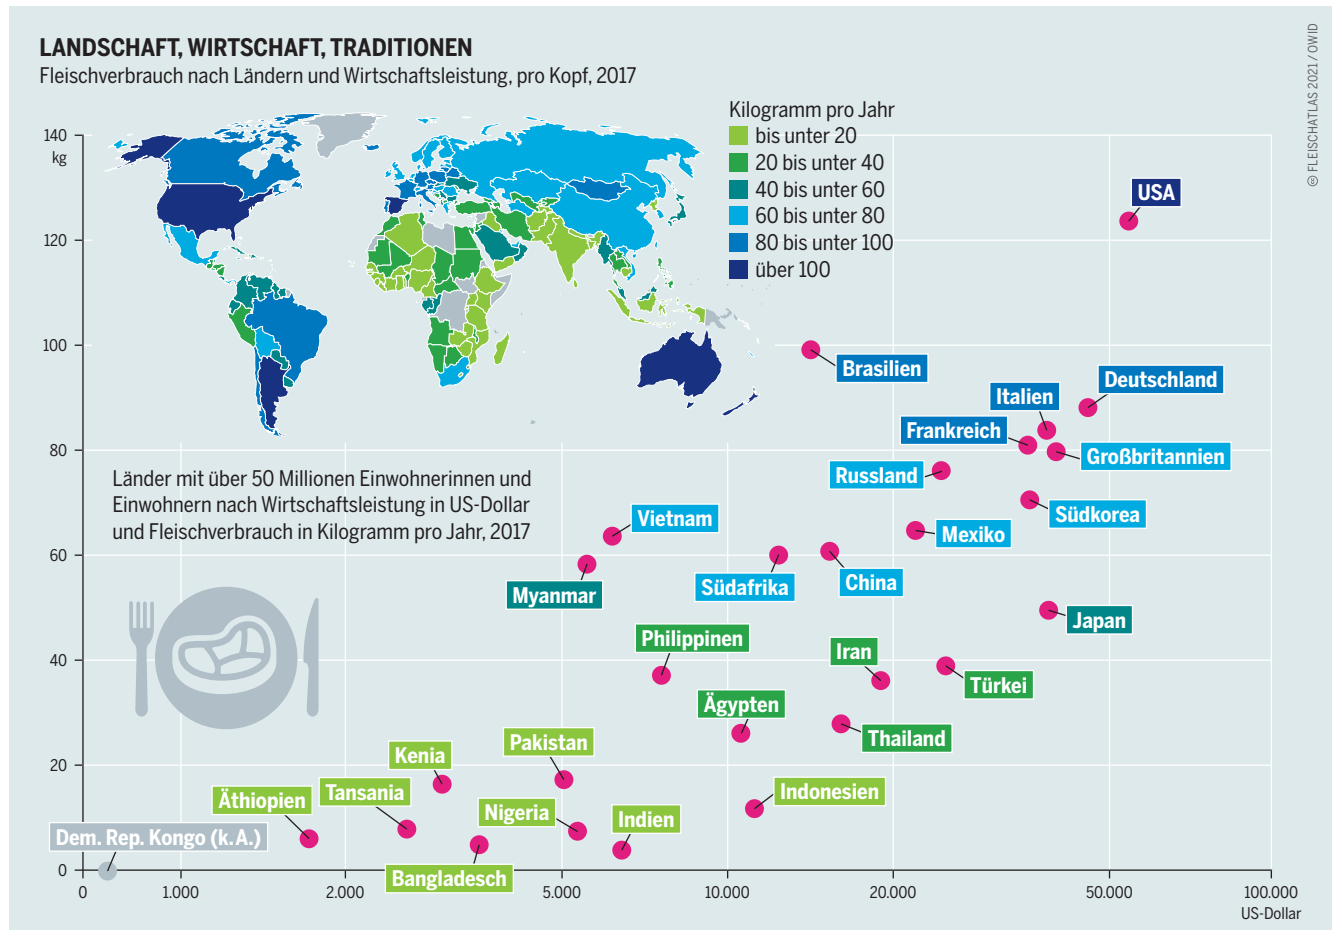 LANDSCHAFT, WIRTSCHAFT, TRADITIONEN
Fleischverbrauch nach Ländern und Wirtschaftsleistung, pro Kopf, 2017
© FLEISCHATLAS 2021 / OWID
Kilogramm pro Jahr
bis unter 20
20 bis unter 40
40 bis unter 60
60 bis unter 80
80 bis unter 100
über 100
140
kg
120
100
80
60
40
20
0
USA
Brasilien
Deutschland
Italien
Frankreich
Großbritannien
Russland
Südkorea
Länder mit über 50 Millionen Einwohnerinnen und
Einwohnern nach Wirtschaftsleistung in US-Dollar
und Fleischverbrauch in Kilogramm pro Jahr, 2017
Vietnam
Mexiko
Myanmar
Südafrika
China
Japan
Philippinen
Iran
Türkei
Ägypten
Thailand
Pakistan
Kenia
Tansania
Äthiopien
Nigeria
Indien
Indonesien
Dem. Rep. Kongo (k.A.)
Bangladesch
0
1.000
2.000
5.000
10.000
20.000
50.000
100.000
US-Dollar